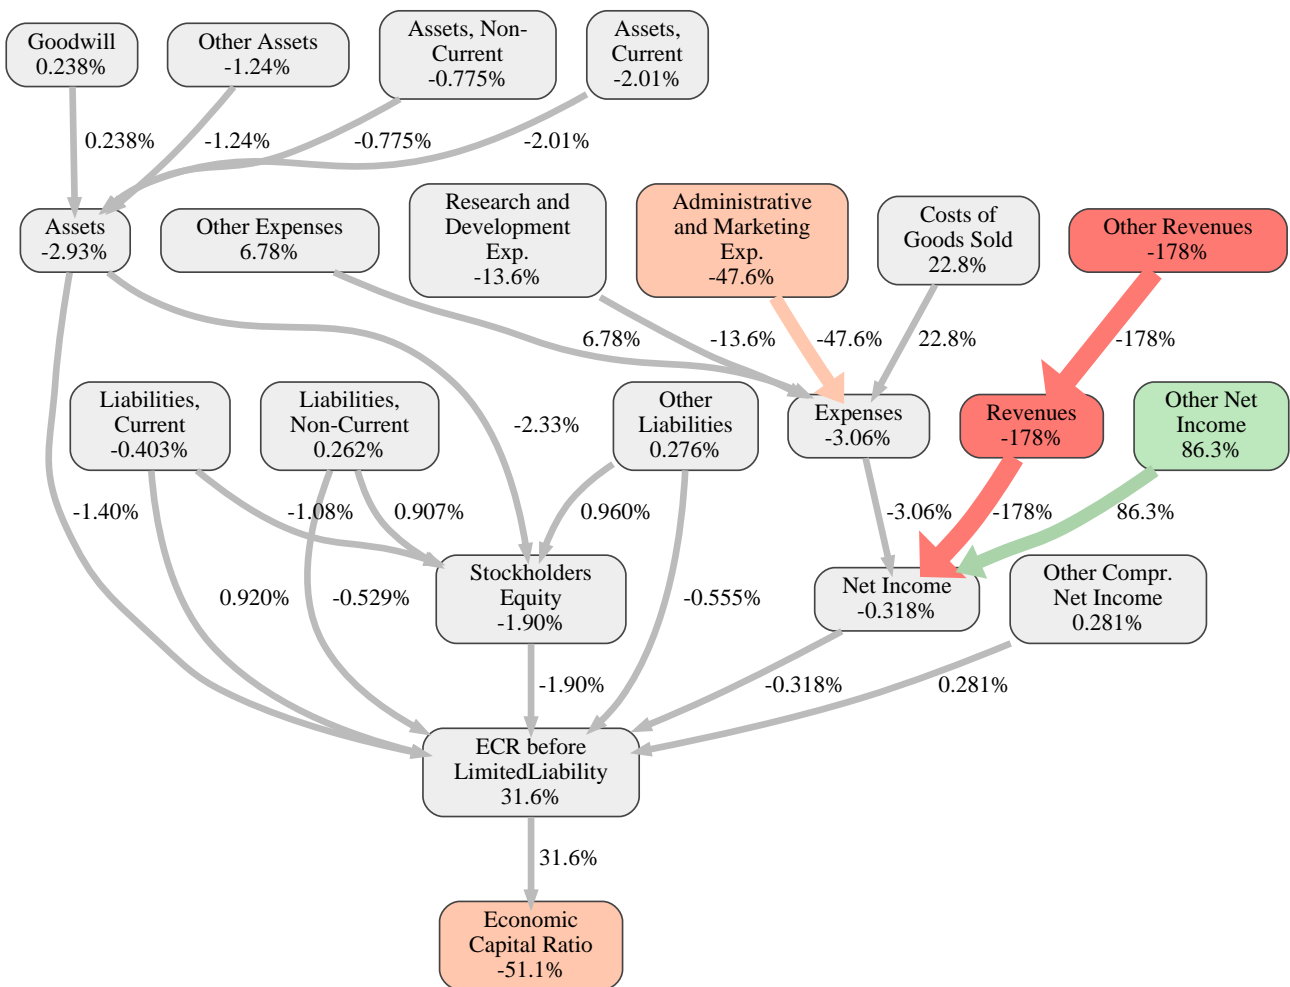 Goodwill
0.238%
Other Assets
-1.24%
Assets, Non-
Current
-0.775%
Assets,
Current
-2.01%
0.238%
-1.24%
-0.775%
-2.01%
Assets
-2.93%
Other Expenses
6.78%
Research and
Development
Exp.
-13.6%
Administrative
and Marketing
Exp.
-47.6%
Costs of
Goods Sold
22.8%
Other Revenues
-178%
6.78%
-13.6%
-47.6%
22.8%
-178%
Liabilities,
Current
-0.403%
Liabilities,
Non-Current
0.262%
-2.33%
Other
Liabilities
0.276%
Expenses
-3.06%
Revenues
-178%
Other Net
Income
86.3%
-1.40%
-1.08%
0.907%
0.960%
-3.06%
-178%
86.3%
0.920%
-0.529%
Stockholders
Equity
-1.90%
-0.555%
Net Income
-0.318%
Other Compr.
Net Income
0.281%
-1.90%
-0.318%
0.281%
ECR before
LimitedLiability
31.6%
31.6%
Economic
Capital Ratio
-51.1%